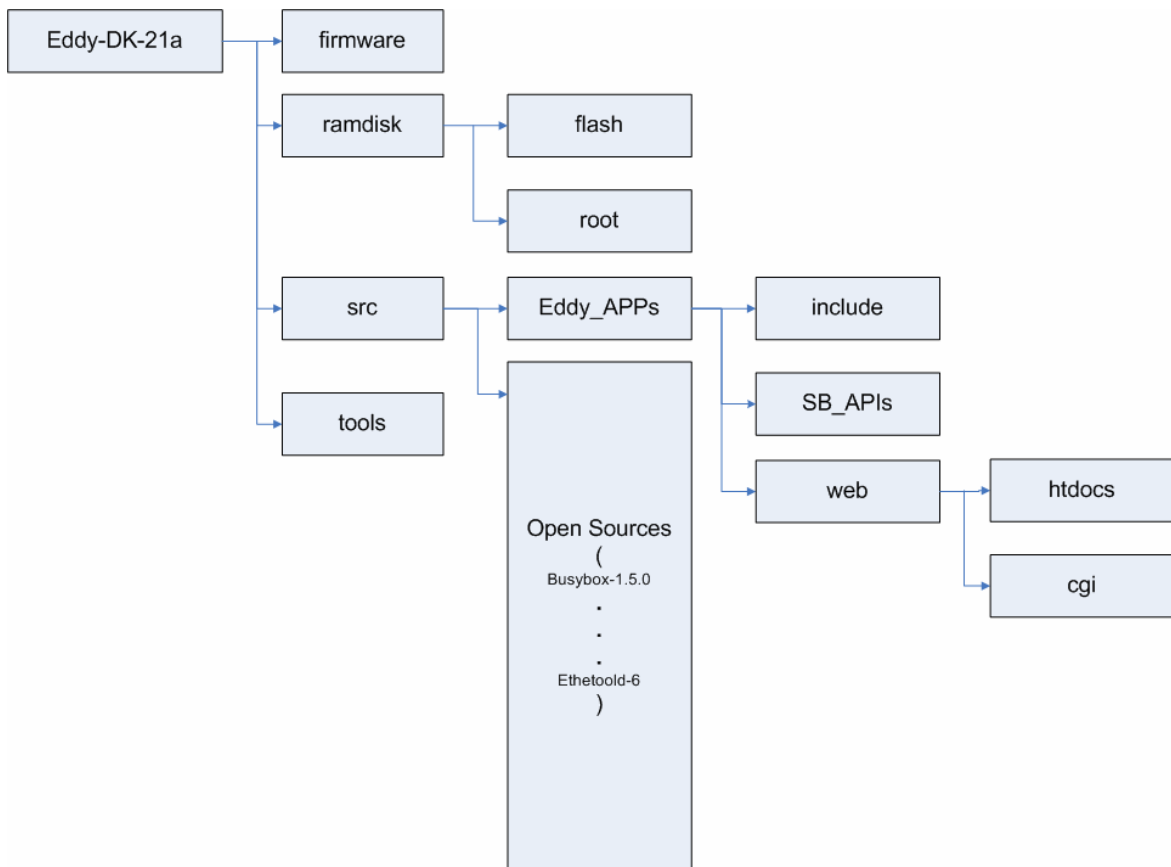 Eddy-DK-21a
firmware
ramdisk
flash
root
src
Eddy_APPs
include
SB_APIs
tools
web
htdocs
cgi
Open Sources
(
Busybox-1.5.0
.
.
.
Ethetoold-6
)